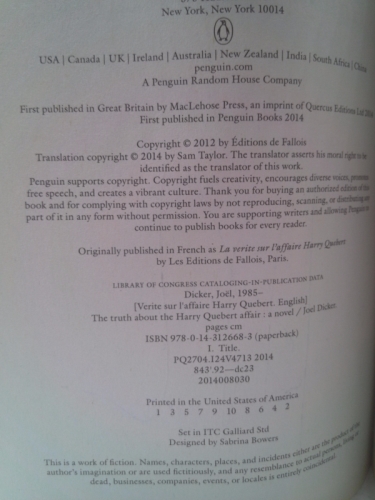 New York, New York 10014
USA | Canada | UK | Ireland | Australia | New Zealand | India | South Africa | China
penguin.com
A Penguin Random House Company
First published in Great Britain by MacLehose Press, an imprint of Quercus Editions Ltd 2014
First published in Penguin Books 2014
Copyright © 2012 by Éditions de Fallois
Translation copyright © 2014 by Sam Taylor. The translator asserts his moral right to be
identified as the translator of this work.
Penguin supports copyright. Copyright fuels creativity, encourages diverse voices, promotes
free speech, and creates a vibrant culture. Thank you for buying an authorized edition of this
book and for complying with copyright laws by not reproducing, scanning, or distributing any
part of it in any form without permission. You are supporting writers and allowing Penguin to
continue to publish books for every reader.
Originally published in French as La verite sur l'affaire Harry Quebert
by Les Editions de Fallois, Paris.
LIBRARY OF CONGRESS CATALOGING-IN-PUBLICATION DATA
Dicker, Joël, 1985–
[Verite sur l'affaire Harry Quebert. English]
The truth about the Harry Quebert affair : a novel / Joel Dicker
pages cm
ISBN 978-0-14-312668-3 (paperback)
I. Title.
PQ2704.I24V4713 2014
843'.92—dc23
2014008030
Printed in the United States of America
1 3 5 7 9 10 8 6 4 2
Set in ITC Galliard Std
Designed by Sabrina Bowers
This is a work of fiction. Names, characters, places, and incidents either are the product of the
author's imagination or are used fictitiously, and any resemblance to actual persons, living or
dead, businesses, companies, events, or locales is entirely coincidental.